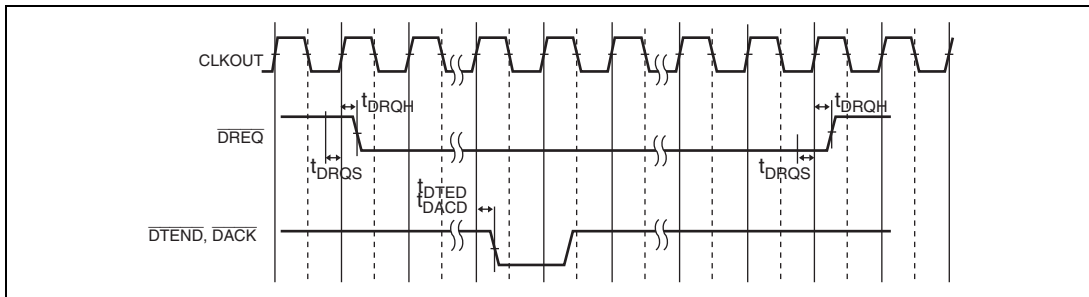 CLKOUT
tDRQH
tDRQH
DREQ
tDRQS
tDRQS
tDTED
tDACD
DTEND, DACK